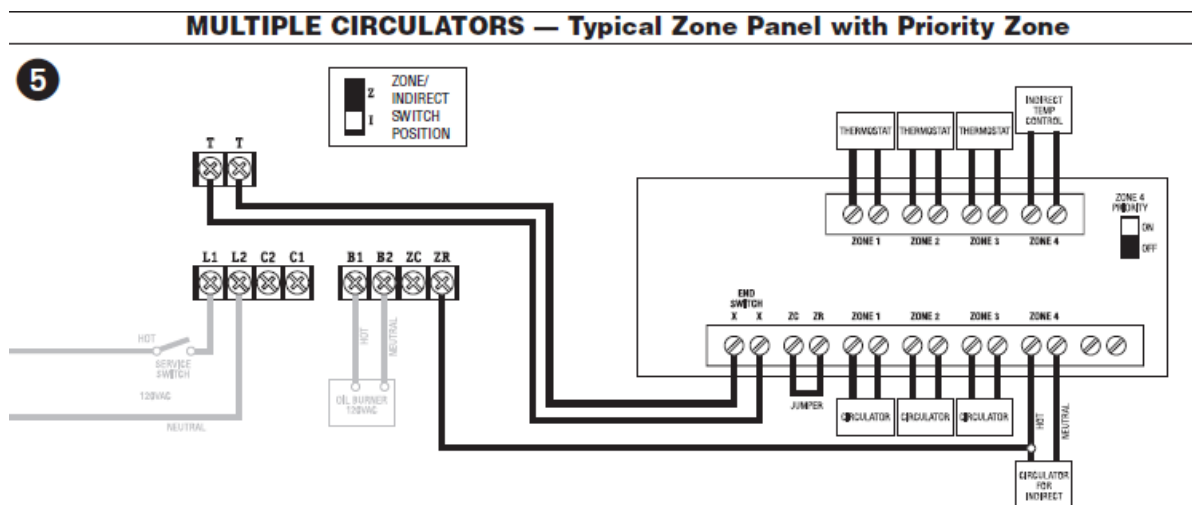 MULTIPLE CIRCULATORS — Typical Zone Panel with Priority Zone
5
Z
I
ZONE/
INDIRECT
SWITCH
POSITION
T T
INDIRECT
TEMP
CONTROL
THERMOSTAT THERMOSTAT THERMOSTAT
ZONE 4
PRIORITY
ON
OFF
ZONE 1 ZONE 2 ZONE 3 ZONE 4
L1 L2 C2 C1 B1 B2 ZC ZR
END
SWITCH
X X ZC ZR ZONE 1 ZONE 2 ZONE 3 ZONE 4
HOT
SERVICE
SWITCH
120VAC
NEUTRAL
HOT NEUTRAL
OIL BURNER
120VAC
JUMPER
CIRCULATOR CIRCULATOR CIRCULATOR
HOT NEUTRAL
CIRCULATOR
FOR
INDIRECT